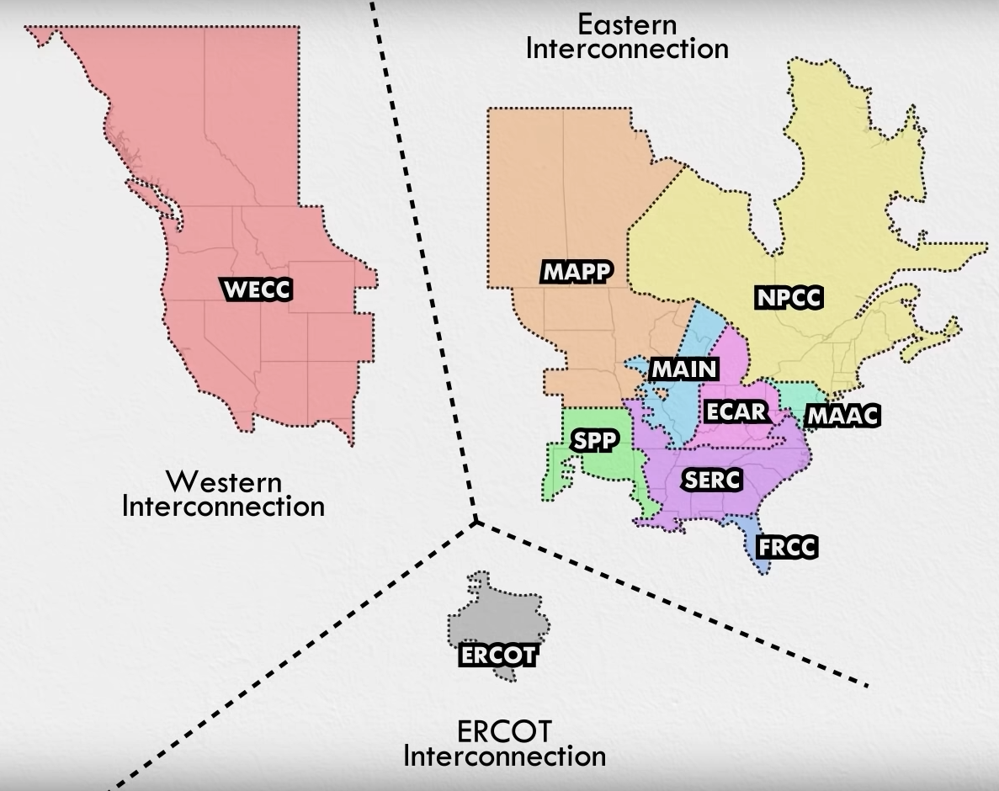 Eastern
Interconnection
MAPP
WECC
NPCC
MAIN
ECAR
MAAC
SPP
SERC
Western
Interconnection
FRCC
ERCOT
ERCOT
Interconnection